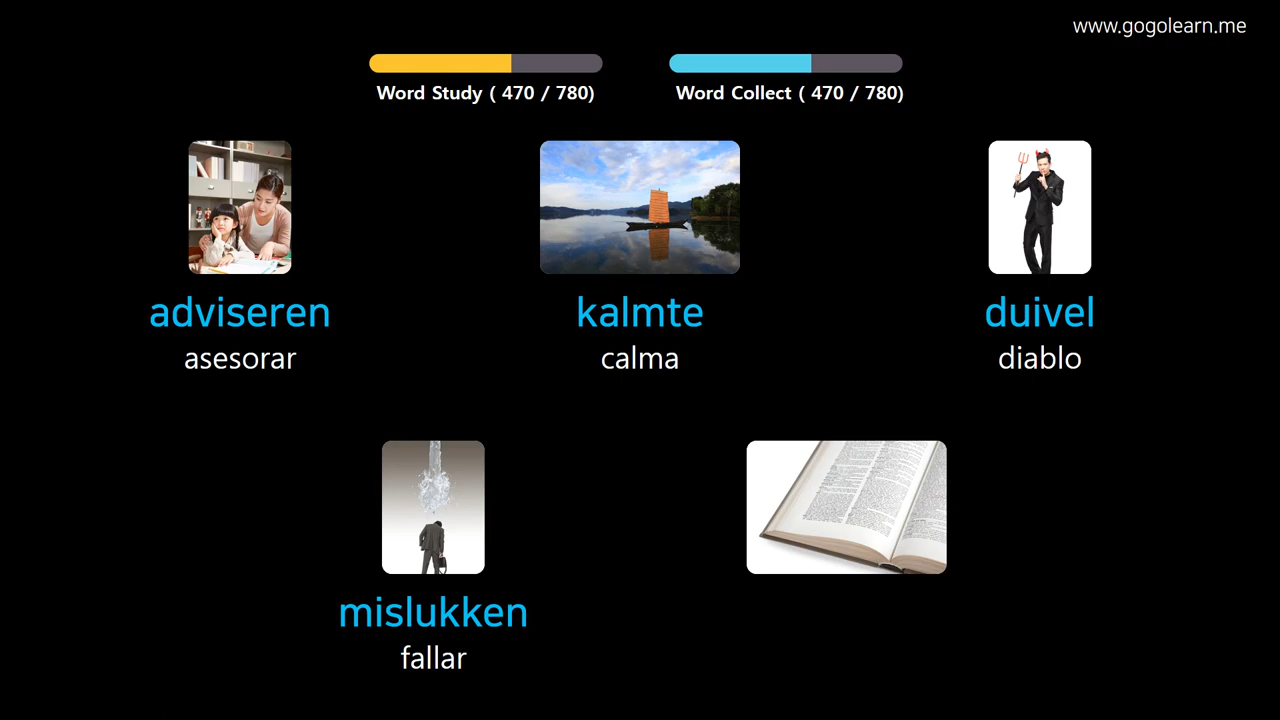 www.gogolearn.me
Word Study ( 470 / 780)
Word Collect ( 470 / 780)
adviseren
asesorar
kalmte
calma
duivel
diablo
mislukken
fallar